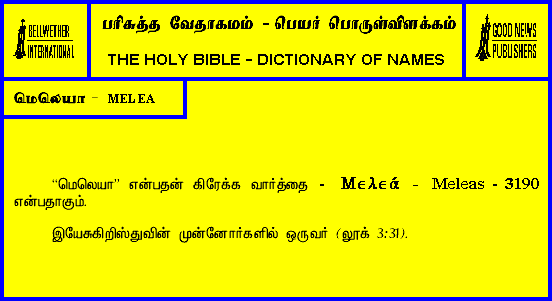 BELLWETHER
INTERNATIONAL
பரிசுத்த வேதாகமம் - பெயர் பொருள்விளக்கம்
THE HOLY BIBLE - DICTIONARY OF NAMES
GOOD NEWS
PUBLISHERS
மெலெயா - MELEA
“மெலெயா” என்பதன் கிரேக்க வார்த்தை - Μελεά - Meleas - 3190
என்பதாகும்.
இயேசுகிறிஸ்துவின் முன்னோர்களில் ஒருவர் (லூக் 3:31).